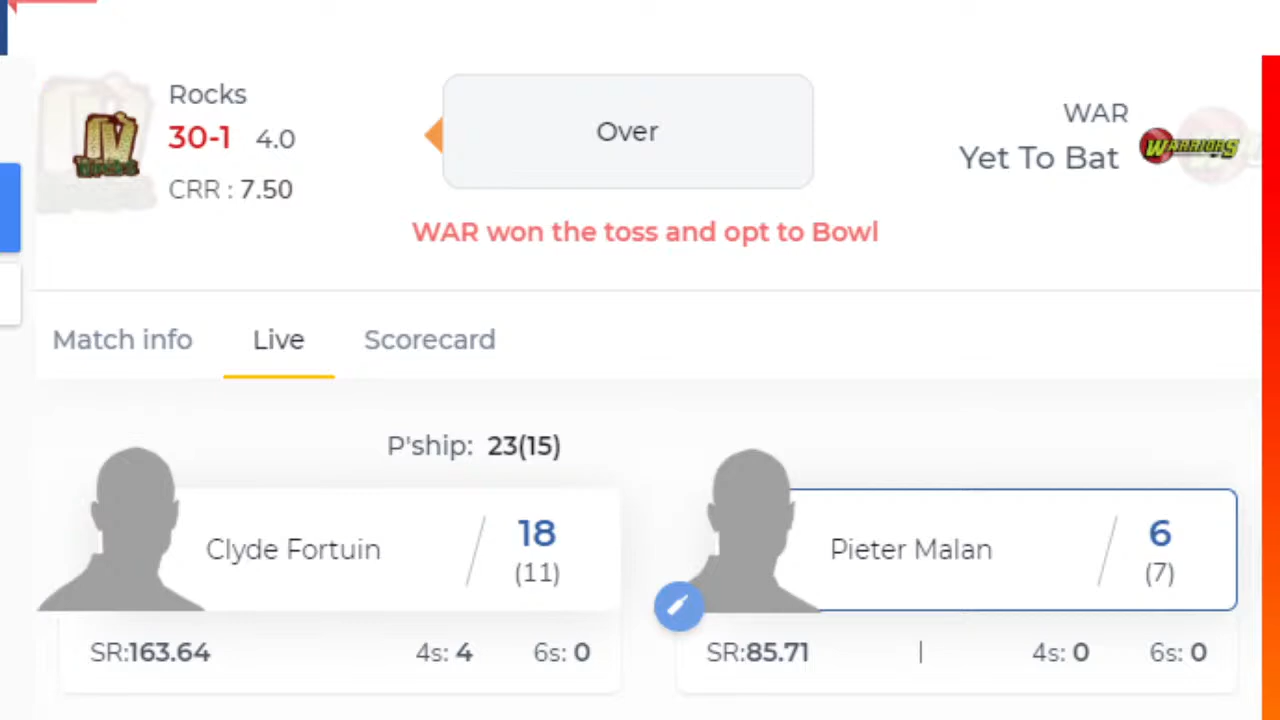 Rocks
30-1 4.0
CRR : 7.50
Over
WAR
Yet To Bat
WARRIORS
WAR won the toss and opt to Bowl
Match info Live Scorecard
P'ship: 23(15)
Clyde Fortuin 18
(11)
Pieter Malan 6
(7)
SR:163.64 4s: 4 6s: 0
SR:85.71 | 4s: 0 6s: 0